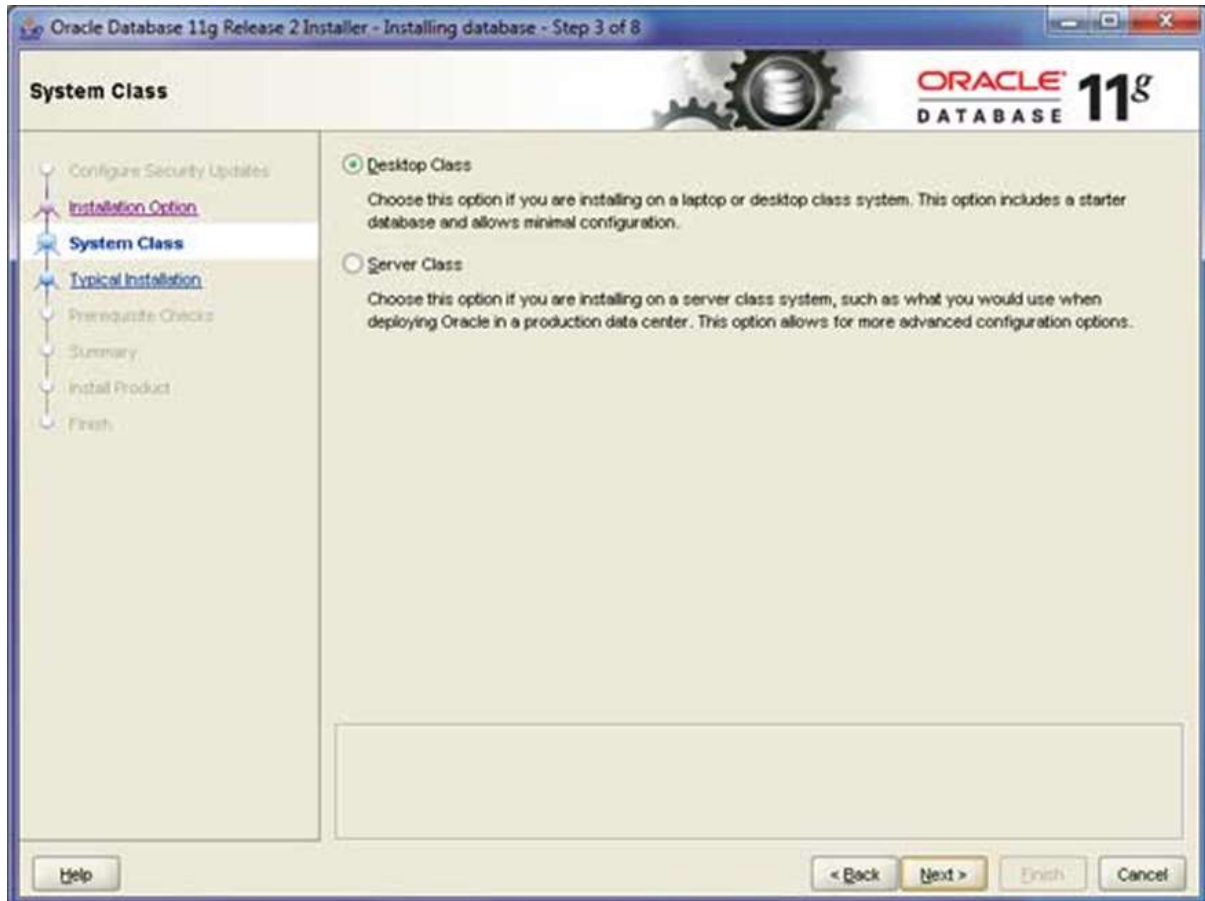 Oracle Database 11g Release 2 Installer - Installing database - Step 3 of 8
System Class
ORACLE
DATABASE 11g
Configure Security Updates
Installation Option
System Class
Typical Installation
Prerequisite Checks
Summary
Install Product
Finish
Desktop Class
Choose this option if you are installing on a laptop or desktop class system. This option includes a starter
database and allows minimal configuration.
Server Class
Choose this option if you are installing on a server class system, such as what you would use when
deploying Oracle in a production data center. This option allows for more advanced configuration options.
Help
< Back
Next >
Finish
Cancel